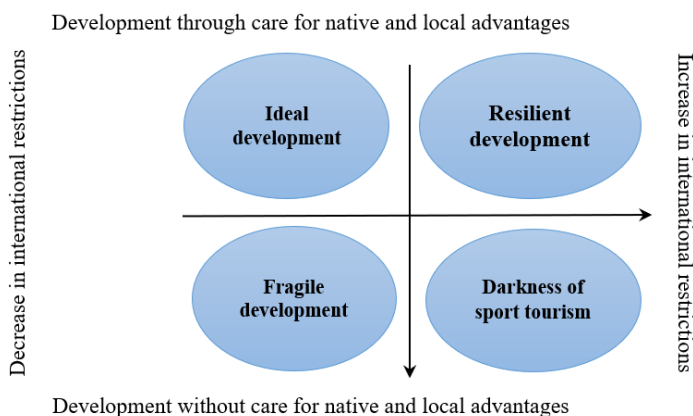 Development through care for native and local advantages
Decrease in international restrictions
Ideal
development
Resilient
development
Increase in international restrictions
Fragile
development
Darkness of
sport tourism
Development without care for native and local advantages